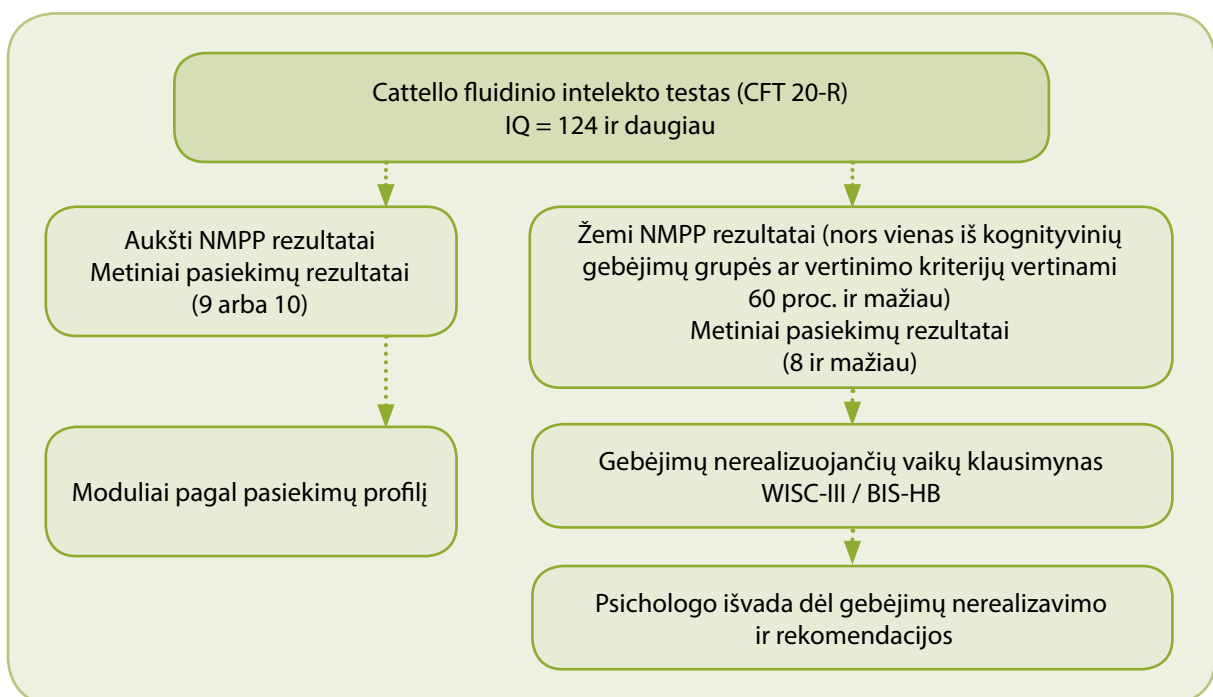 Cattello fluidinio intelekto testas (CFT 20-R)
IQ = 124 ir daugiau
Aukšti NMPP rezultatai
Metiniai pasiekimų rezultatai
(9 arba 10)
Moduliai pagal pasiekimų profilį
Žemi NMPP rezultatai (nors vienas iš kognityvinių
gebėjimų grupės ar vertinimo kriterijų vertinami
60 proc. ir mažiau)
Metiniai pasiekimų rezultatai
(8 ir mažiau)
Gebėjimų nerealizuojančių vaikų klausimynas
WISC-III / BIS-HB
Psichologo išvada dėl gebėjimų nerealizavimo
ir rekomendacijos